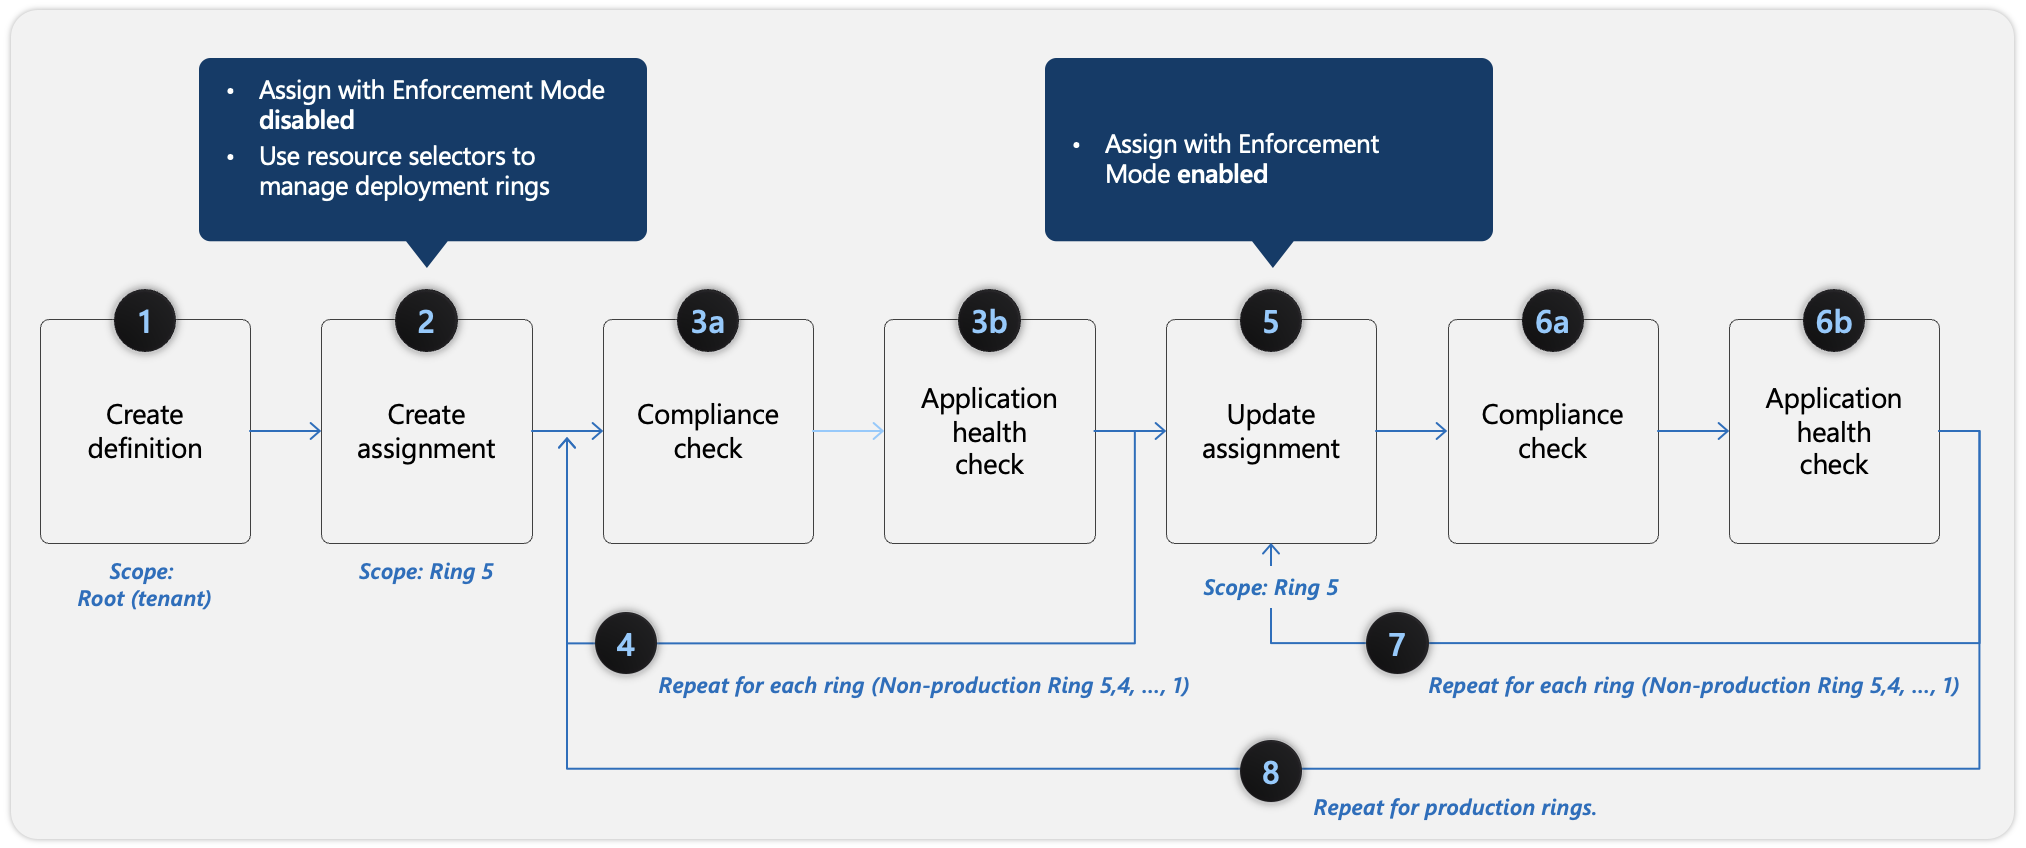 • Assign with Enforcement Mode
disabled
• Use resource selectors to
manage deployment rings
• Assign with Enforcement
Mode enabled
1
Create
definition
Scope:
Root (tenant)
2
Create
assignment
Scope: Ring 5
3a
Compliance
check
3b
Application
health
check
4
Repeat for each ring (Non-production Ring 5,4, ..., 1)
5
Update
assignment
Scope: Ring 5
6a
Compliance
check
6b
Application
health
check
7
Repeat for each ring (Non-production Ring 5,4, ..., 1)
8
Repeat for production rings.